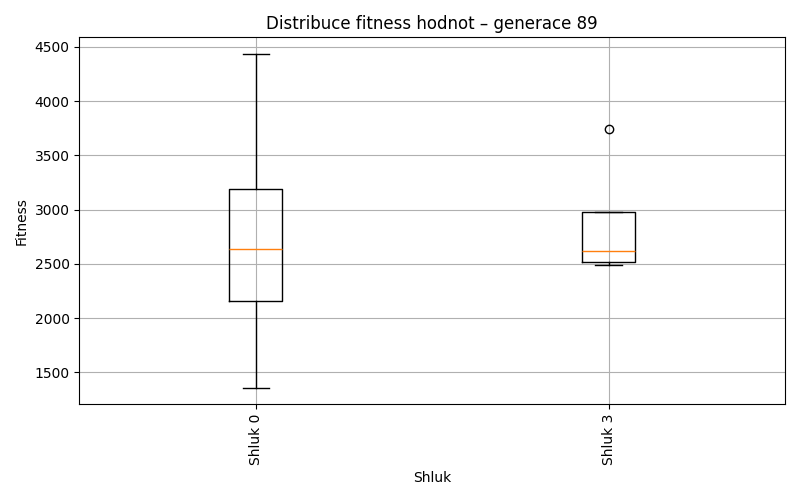 Distribuce fitness hodnot – generace 89
4500
4000
3500
3000
2500
2000
1500
Fitness
Shluk 0
Shluk 3
Shluk